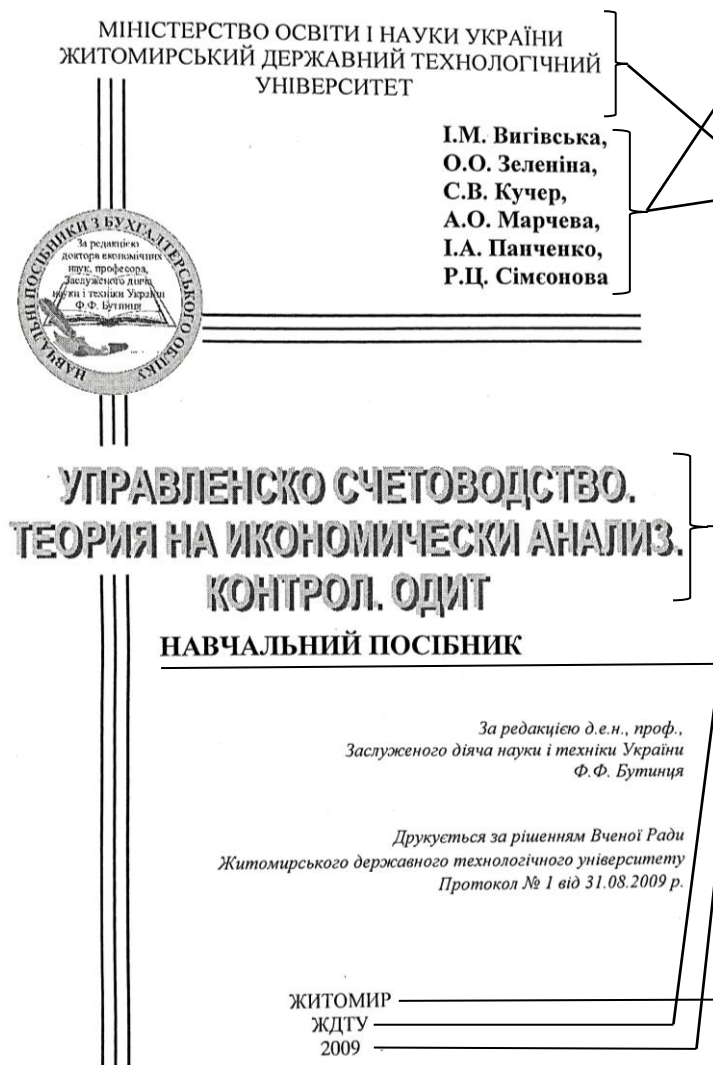 МІНІСТЕРСТВО ОСВІТИ І НАУКИ УКРАЇНИ
ЖИТОМИРСЬКИЙ ДЕРЖАВНИЙ ТЕХНОЛОГІЧНИЙ
УНІВЕРСИТЕТ
І.М. Вигівська,
О.О. Зеленіна,
С.В. Кучер,
А.О. Марчева,
І.А. Панченко,
Р.Ц. Сімєонова
НАВЧАЛЬНІ ПОСІБНИКИ З БУХГАЛТЕРСЬКОГО ОБЛІКУ
За редакцією
доктора економічних
наук, професора,
Заслуженого діяча
науки і техніки України
Ф.Ф. Бутинця
УПРАВЛЕНСКО СЧЕТОВОДСТВО.
ТЕОРИЯ НА ИКОНОМИЧЕСКИ АНАЛИЗ.
КОНТРОЛ. ОДИТ
НАВЧАЛЬНИЙ ПОСІБНИК
За редакцією д.е.н., проф.,
Заслуженого діяча науки і техніки України
Ф.Ф. Бутинця
Друкується за рішенням Вченої Ради
Житомирського державного технологічного університету
Протокол № 1 від 31.08.2009 р.
ЖИТОМИР
ЖДТУ
2009